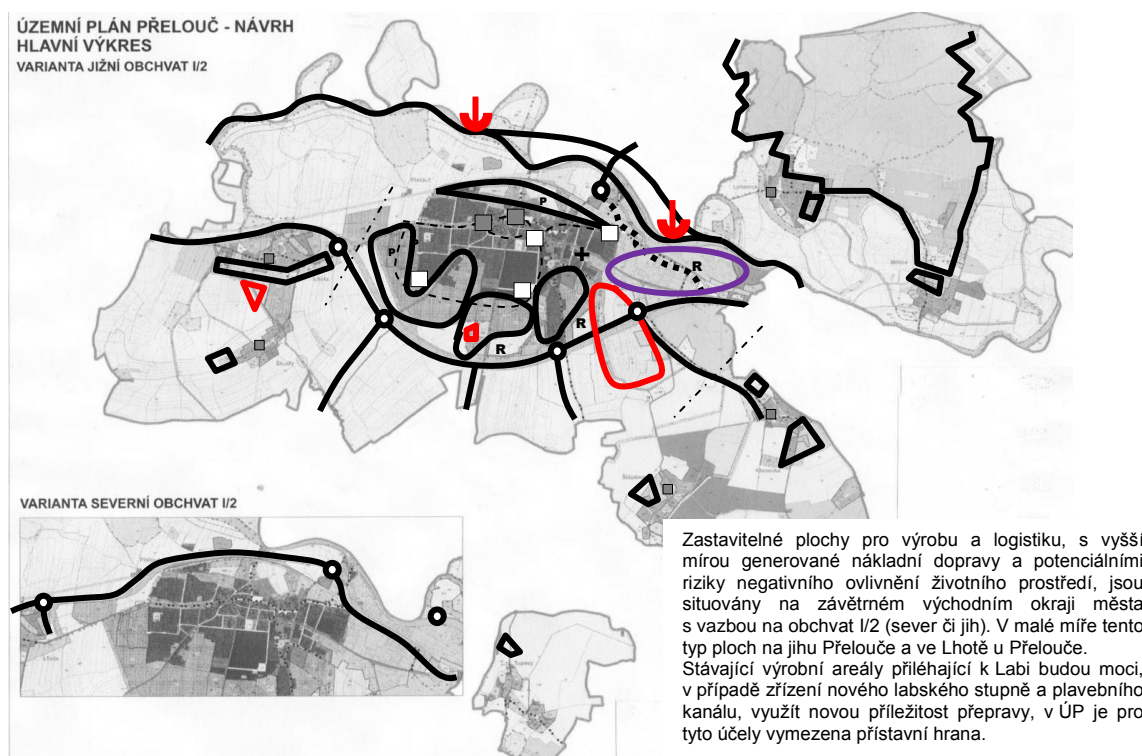 ÚZEMNÍ PLÁN PŘELOUČ - NÁVRH
HLAVNÍ VÝKRES
VARIANTA JIŽNÍ OBCHVAT I/2
P
P
R
R
R
VARIANTA SEVERNÍ OBCHVAT I/2
Zastavitelné plochy pro výrobu a logistiku, s vyšší
mírou generované nákladní dopravy a potenciálními
riziky negativního ovlivnění životního prostředí, jsou
situovány na závětrném východním okraji města
s vazbou na obchvat I/2 (sever či jih). V malé míře tento
typ ploch na jihu Přelouče a ve Lhotě u Přelouče.
Stávající výrobní areály přiléhající k Labi budou moci,
v případě zřízení nového labského stupně a plavebního
kanálu, využít novou příležitost přepravy, v ÚP je pro
tyto účely vymezena přístavní hrana.